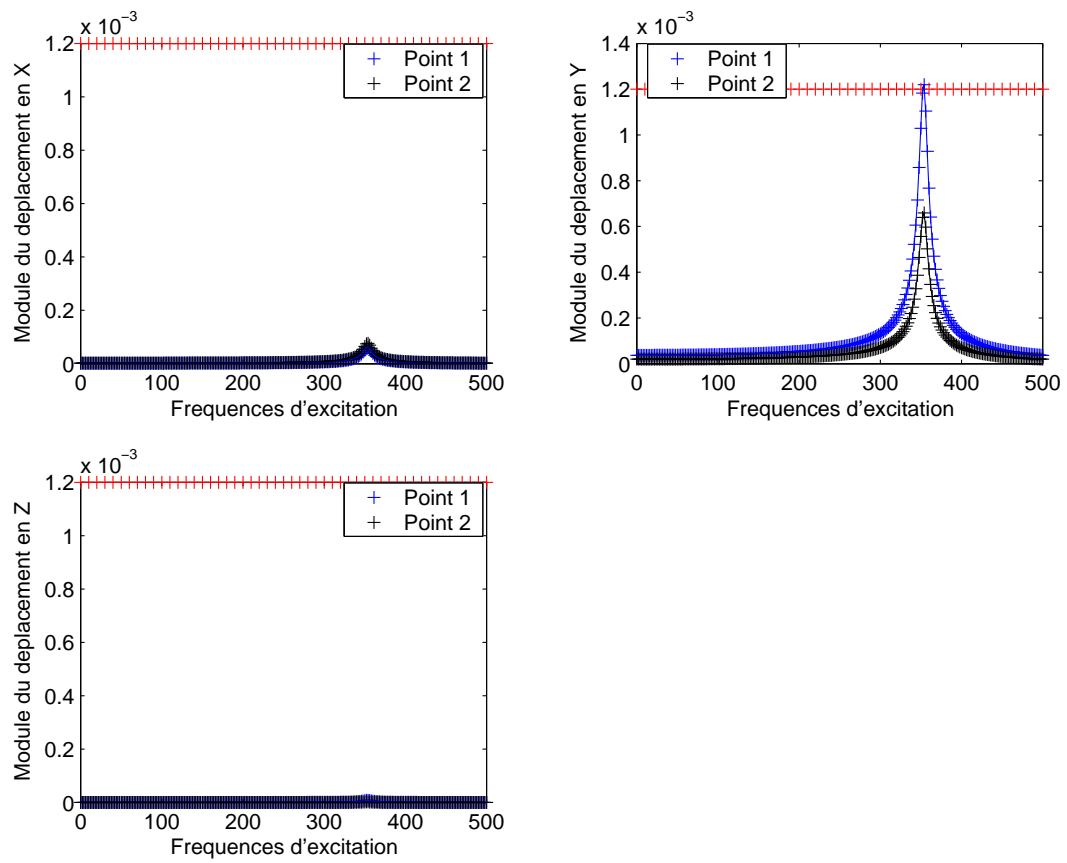 x 10−3
1.2
1
0.8
0.6
0.4
0.2
0
Module du deplacement en X
Point 1
Point 2
0 100 200 300 400 500
Frequences d'excitation
x 10−3
1.4
1.2
1
0.8
0.6
0.4
0.2
0
Module du deplacement en Y
Point 1
Point 2
0 100 200 300 400 500
Frequences d'excitation
x 10−3
1.2
1
0.8
0.6
0.4
0.2
0
Module du deplacement en Z
Point 1
Point 2
0 100 200 300 400 500
Frequences d'excitation